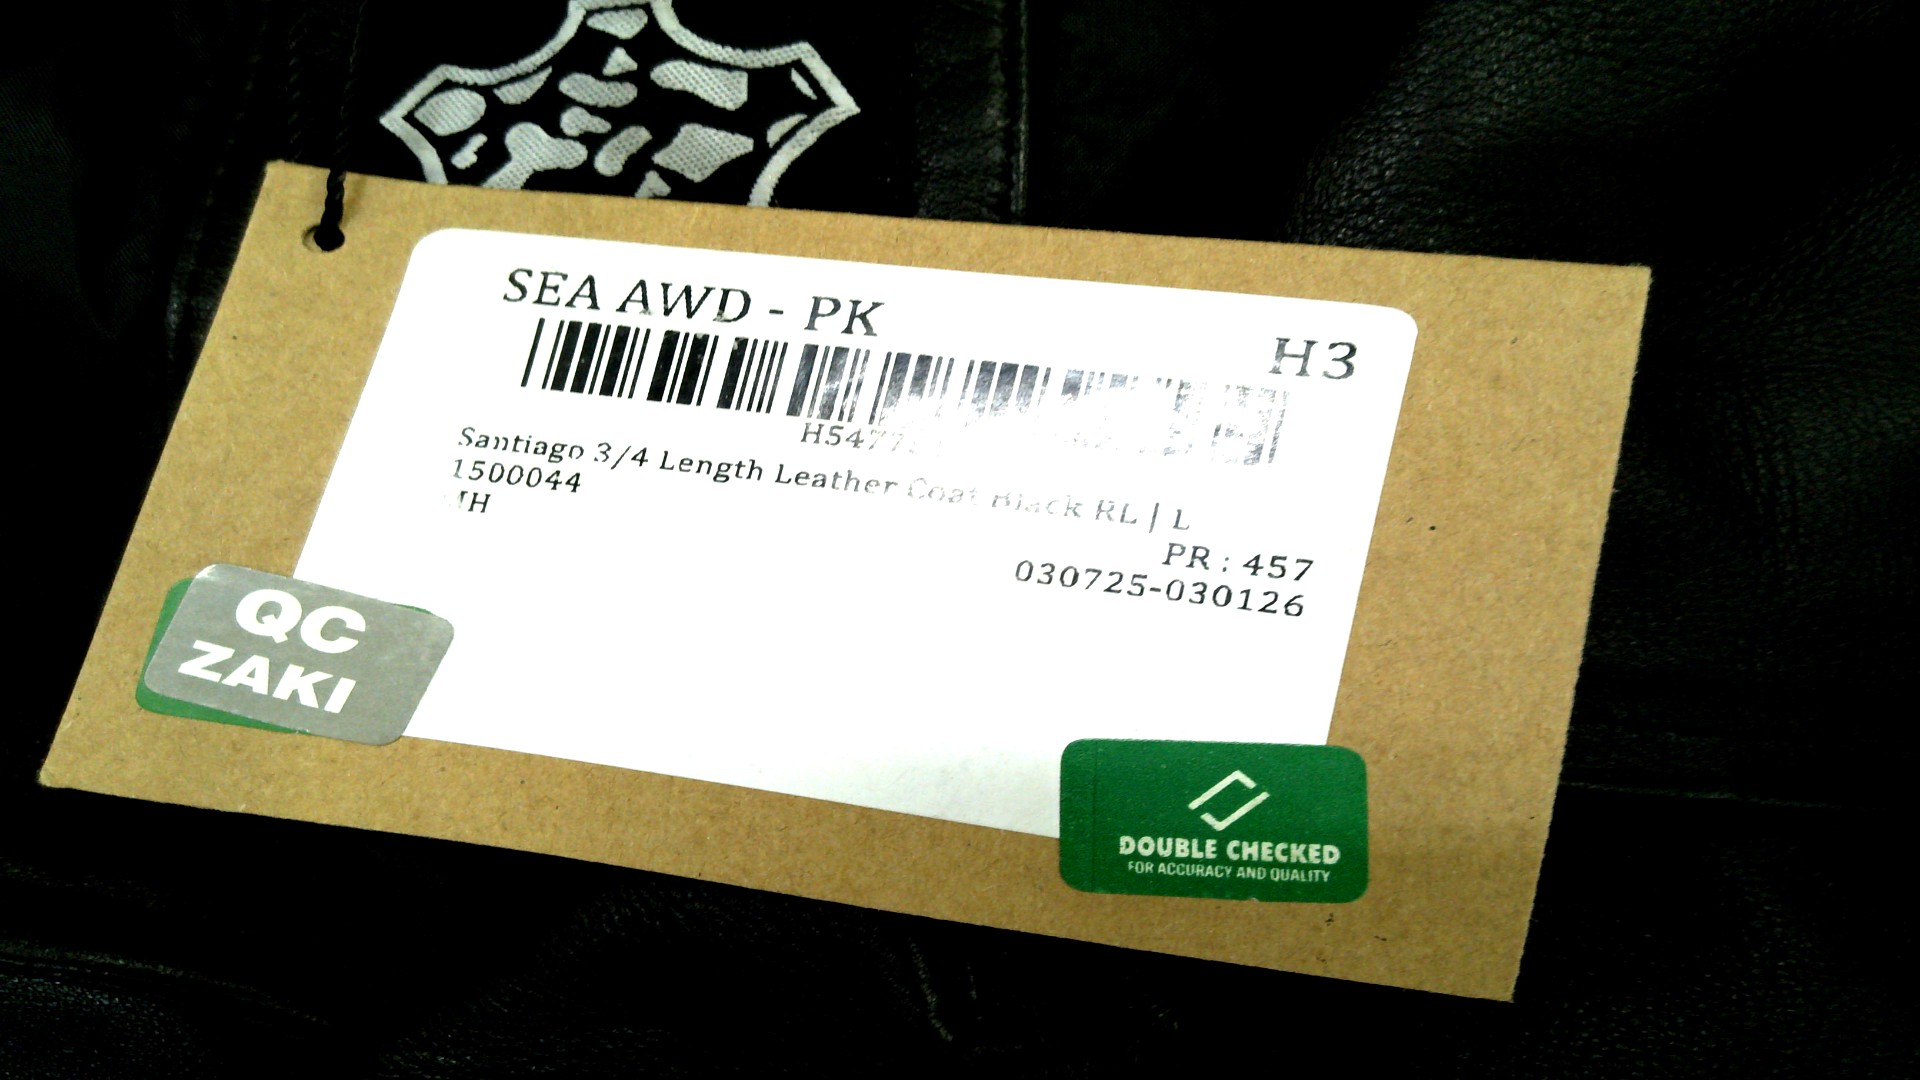 SEA AWD - PK
H3
Santiago 3/4 Length Leather Coat Black RL | L
1500044
PR : 457
030725-030126
QC
ZAKI
DOUBLE CHECKED
FOR ACCURACY AND QUALITY